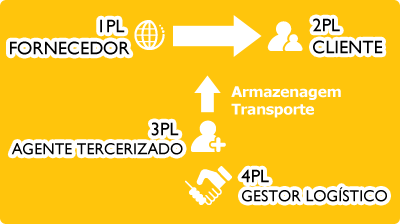 1PL
FORNECEDOR
2PL
CLIENTE
Armazenagem
Transporte
3PL
AGENTE TERCERIZADO
4PL
GESTOR LOGÍSTICO